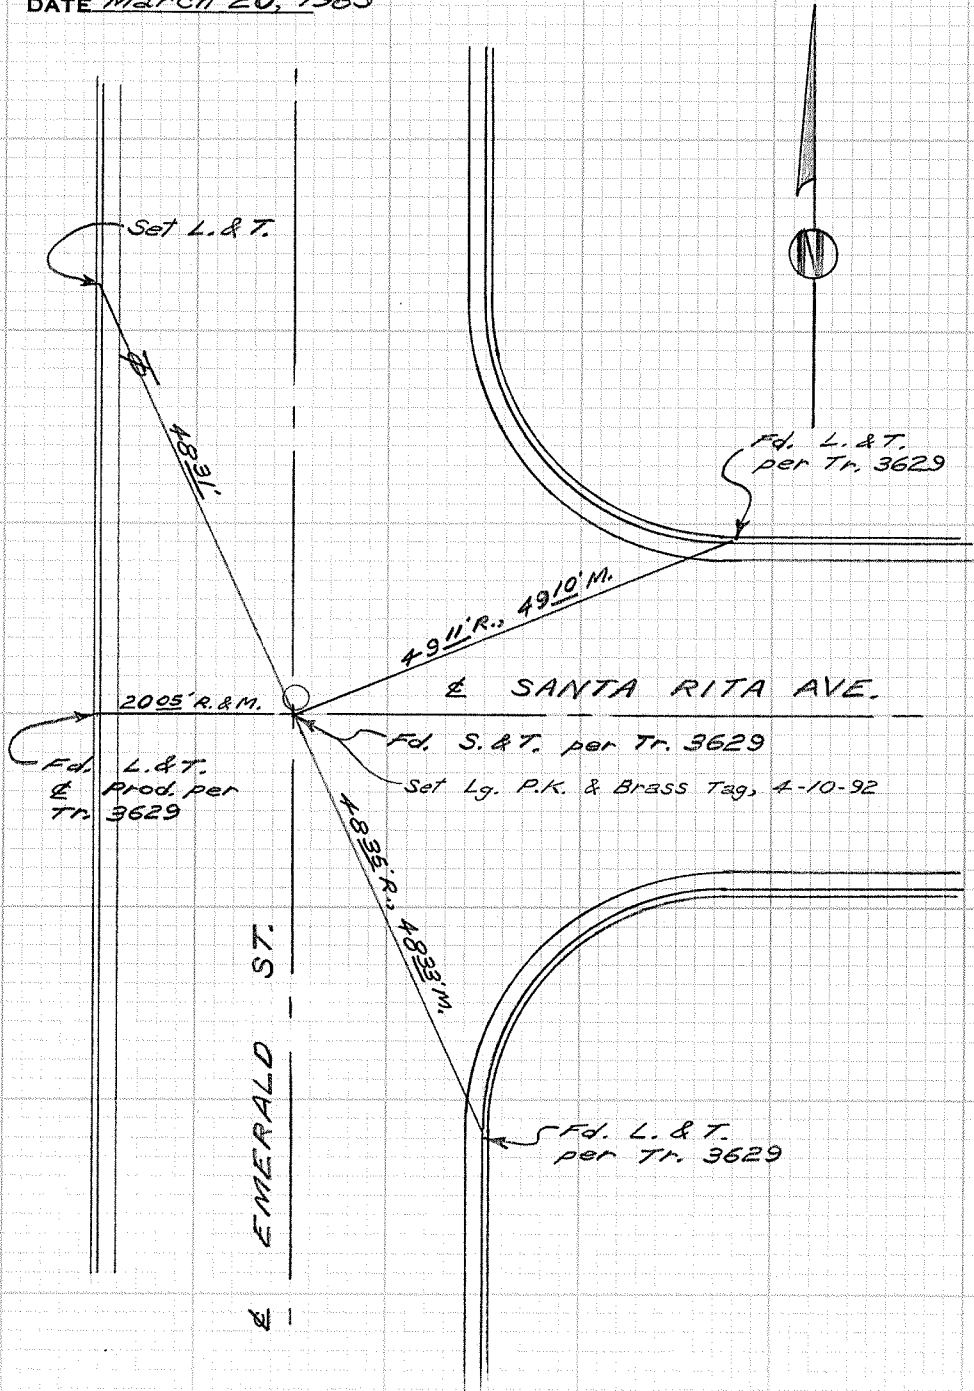 DATE March 20, 1985
Set L. & T.
N
48 31'
Fd. L. & T.
per Tr. 3629
49 11' R., 49 10' M.
20 05' R. & M.
℄ SANTA RITA AVE.
Fd. S. & T. per Tr. 3629
Fd. L. & T.
℄ Prod. per
Tr. 3629
Set Lg. P.K. & Brass Tag, 4-10-92
48 35' R., 48 33' M.
℄ EMERALD ST.
Fd. L. & T.
per Tr. 3629